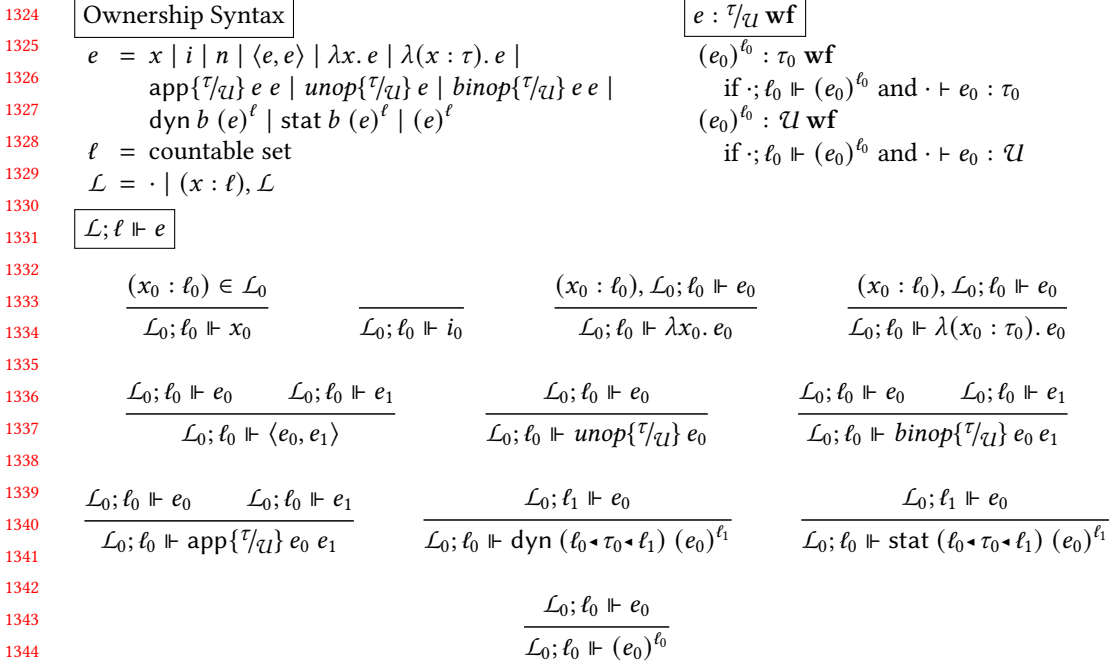 1324 Ownership Syntax e : τ/𝒰 wf
1325 e = x | i | n | ⟨e, e⟩ | λx. e | λ(x : τ). e | (e₀)^ℓ₀ : τ₀ wf
1326 app{τ/𝒰} e e | unop{τ/𝒰} e | binop{τ/𝒰} e e | if ·; ℓ₀ ⊩ (e₀)^ℓ₀ and · ⊢ e₀ : τ₀
1327 dyn b (e)^ℓ | stat b (e)^ℓ | (e)^ℓ (e₀)^ℓ₀ : 𝒰 wf
1328 ℓ = countable set if ·; ℓ₀ ⊩ (e₀)^ℓ₀ and · ⊢ e₀ : 𝒰
1329 ℒ = · | (x : ℓ), ℒ
1330
1331 ℒ; ℓ ⊩ e
1332 (x₀ : ℓ₀) ∈ ℒ₀ (x₀ : ℓ₀), ℒ₀; ℓ₀ ⊩ e₀ (x₀ : ℓ₀), ℒ₀; ℓ₀ ⊩ e₀
1333
1334 ℒ₀; ℓ₀ ⊩ x₀ ℒ₀; ℓ₀ ⊩ i₀ ℒ₀; ℓ₀ ⊩ λx₀. e₀ ℒ₀; ℓ₀ ⊩ λ(x₀ : τ₀). e₀
1335
1336 ℒ₀; ℓ₀ ⊩ e₀ ℒ₀; ℓ₀ ⊩ e₁ ℒ₀; ℓ₀ ⊩ e₀ ℒ₀; ℓ₀ ⊩ e₀ ℒ₀; ℓ₀ ⊩ e₁
1337 ℒ₀; ℓ₀ ⊩ ⟨e₀, e₁⟩ ℒ₀; ℓ₀ ⊩ unop{τ/𝒰} e₀ ℒ₀; ℓ₀ ⊩ binop{τ/𝒰} e₀ e₁
1338
1339 ℒ₀; ℓ₀ ⊩ e₀ ℒ₀; ℓ₀ ⊩ e₁ ℒ₀; ℓ₁ ⊩ e₀ ℒ₀; ℓ₁ ⊩ e₀
1340 ℒ₀; ℓ₀ ⊩ app{τ/𝒰} e₀ e₁ ℒ₀; ℓ₀ ⊩ dyn (ℓ₀◂τ₀◂ℓ₁) (e₀)^ℓ₁ ℒ₀; ℓ₀ ⊩ stat (ℓ₀◂τ₀◂ℓ₁) (e₀)^ℓ₁
1341
1342
1343 ℒ₀; ℓ₀ ⊩ e₀
1344 ℒ₀; ℓ₀ ⊩ (e₀)^ℓ₀